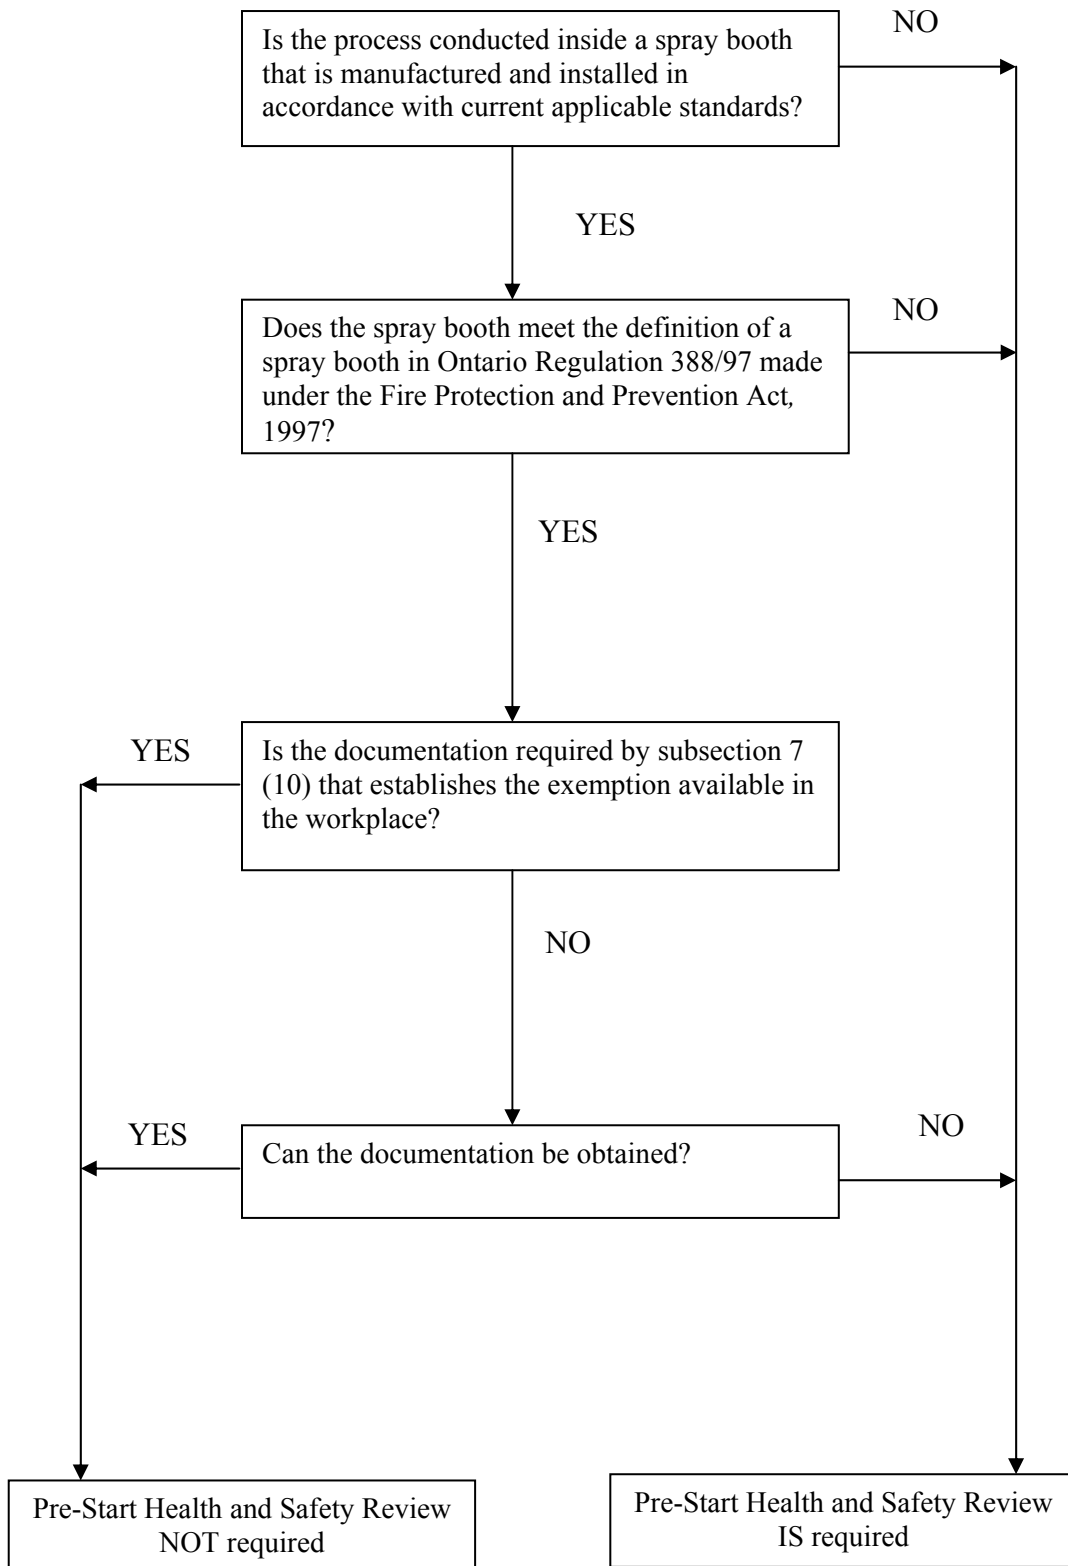 NO
Is the process conducted inside a spray booth
that is manufactured and installed in
accordance with current applicable standards?
YES
NO
Does the spray booth meet the definition of a
spray booth in Ontario Regulation 388/97 made
under the Fire Protection and Prevention Act,
1997?
YES
YES
Is the documentation required by subsection 7
(10) that establishes the exemption available in
the workplace?
NO
YES
NO
Can the documentation be obtained?
Pre-Start Health and Safety Review
NOT required
Pre-Start Health and Safety Review
IS required